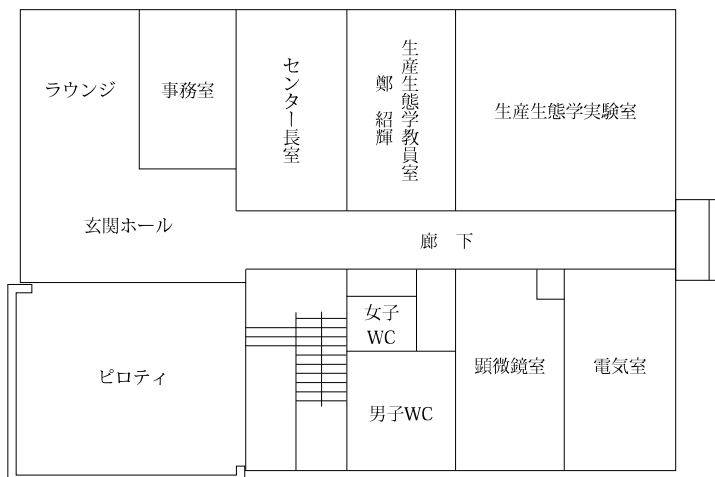 ラウンジ
事務室
センター長室
生産生態学教員室
鄭　紹輝
生産生態学実験室
玄関ホール
廊　下
ピロティ
女子
WC
男子WC
顕微鏡室
電気室